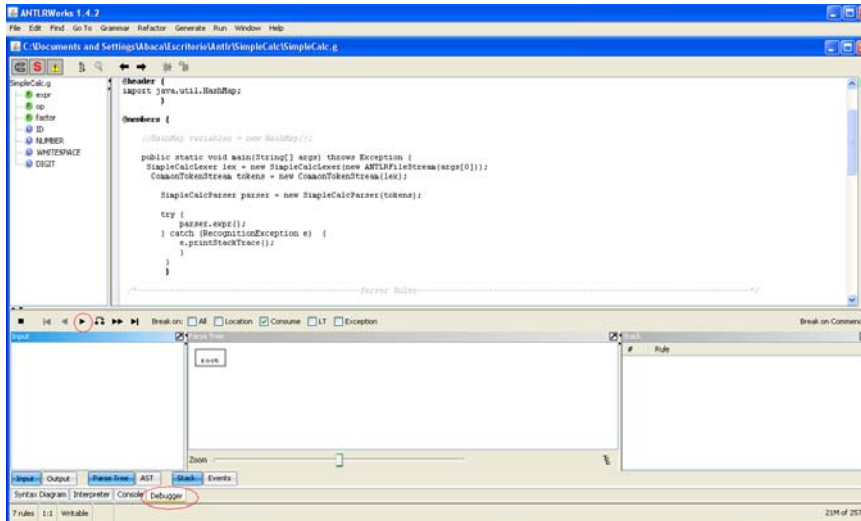 ANTLRWorks 1.4.2
File Edit Find Go To Grammar Refactor Generate Run Window Help
C:\Documents and Settings\Abaca\Escritorio\Antlr\SimpleCalc\SimpleCalc.g
SimpleCalc.g
expr
op
factor
ID
NUMBER
WHITESPACE
DIGIT
@header {
import java.util.HashMap;
}
@members {
//HashMap variables = new HashMap();
public static void main(String[] args) throws Exception {
SimpleCalcLexer lex = new SimpleCalcLexer(new ANTLRFileStream(args[0]));
CommonTokenStream tokens = new CommonTokenStream(lex);
SimpleCalcParser parser = new SimpleCalcParser(tokens);
try {
parser.expr();
} catch (RecognitionException e) {
e.printStackTrace();
}
}
}
/*------------------Parser Rules------------------*/
Break on: All Location Consume LT Exception
Break on Commenc
Input
Parse Tree
Stack
# Rule
root
Zoom
Input Output Parse Tree AST Stack Events
Syntax Diagram Interpreter Console Debugger
7 rules 1:1 Writable
21M of 257